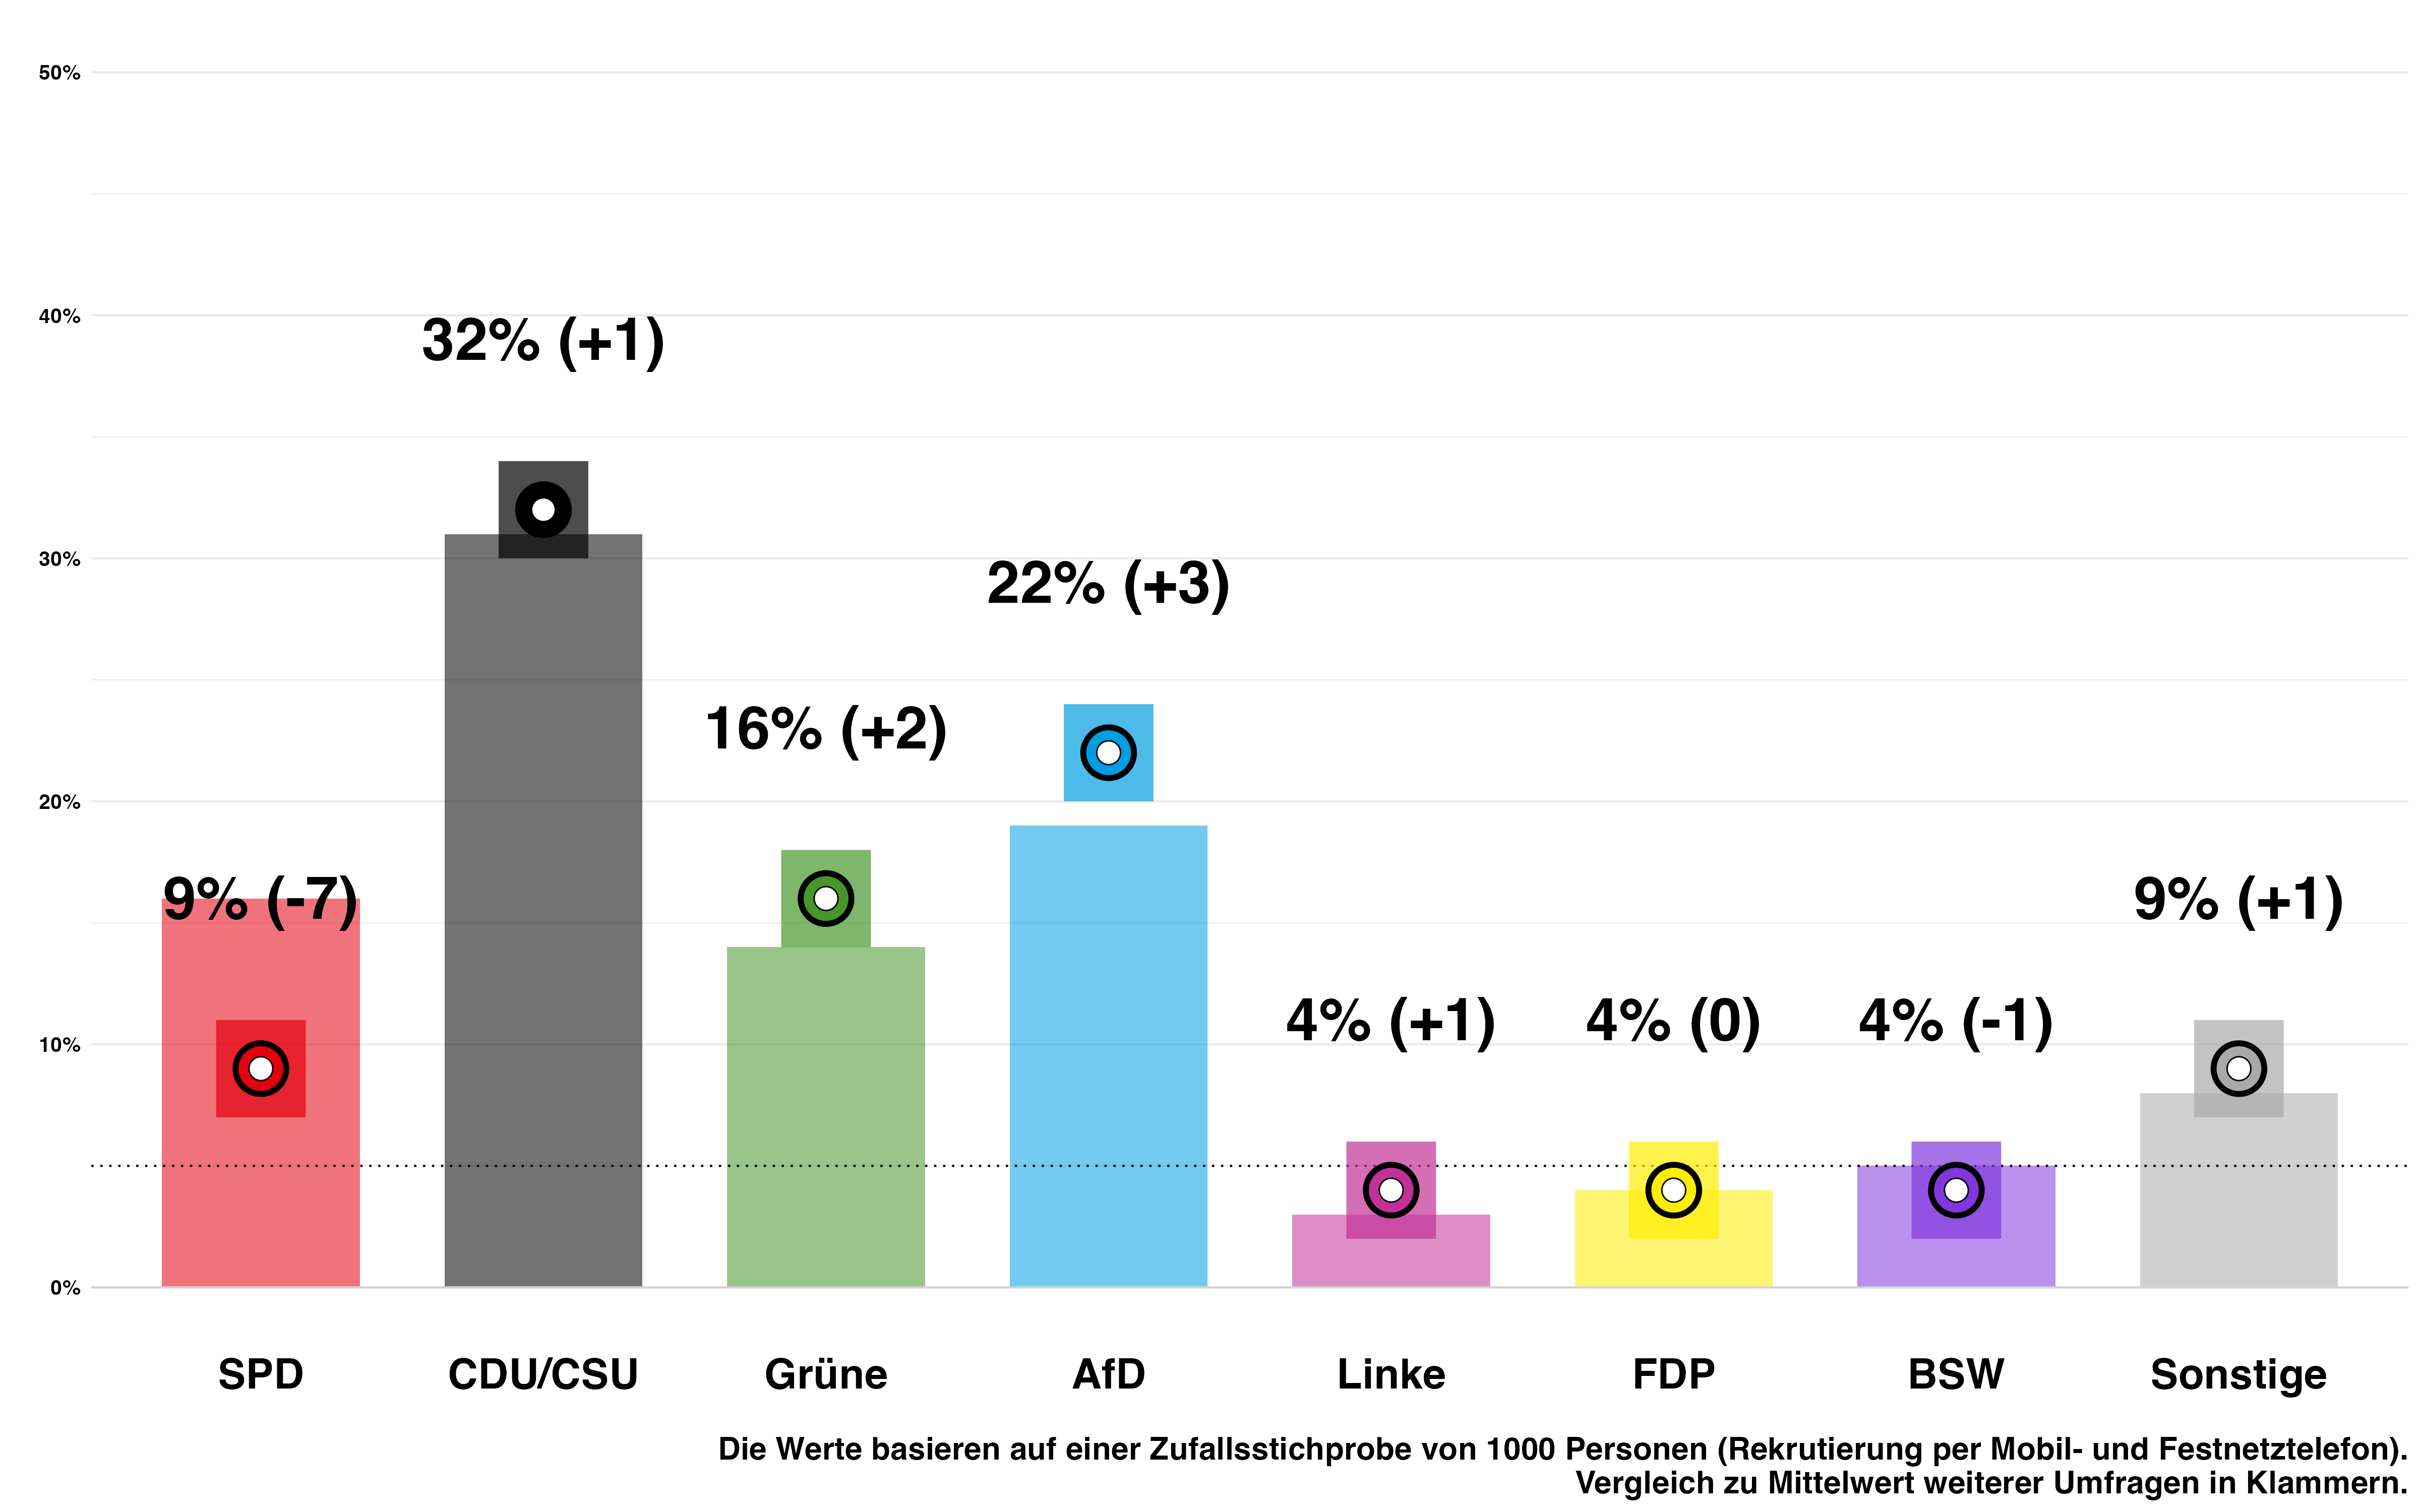 50%
40%
30%
20%
10%
0%
32% (+1)
22% (+3)
16% (+2)
9% (-7)
9% (+1)
4% (+1)
4% (0)
4% (-1)
SPD
CDU/CSU
Grüne
AfD
Linke
FDP
BSW
Sonstige
Die Werte basieren auf einer Zufallsstichprobe von 1000 Personen (Rekrutierung per Mobil- und Festnetztelefon).
Vergleich zu Mittelwert weiterer Umfragen in Klammern.